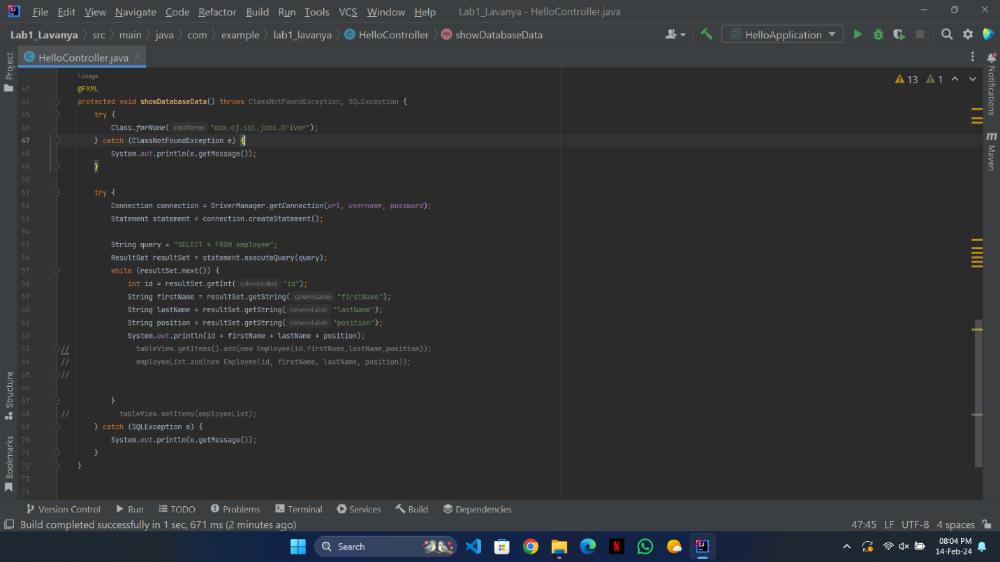 File Edit View Navigate Code Refactor Build Run Tools VCS Window Help Lab1_Lavanya - HelloController.java
Lab1_Lavanya src main java com example lab1_lavanya HelloController showDatabaseData HelloApplication
HelloController.java
Project
Structure
Bookmarks
Notifications
Maven
13 1
1 usage
43 @FXML
44 protected void showDatabaseData() throws ClassNotFoundException, SQLException {
45 try {
46 Class.forName( className: "com.cj.sql.jdbc.Driver");
47 } catch (ClassNotFoundException e) {
48 System.out.println(e.getMessage());
49 }
50
51 try {
52 Connection connection = DriverManager.getConnection(url, username, password);
53 Statement statement = connection.createStatement();
54
55 String query = "SELECT * FROM employee";
56 ResultSet resultSet = statement.executeQuery(query);
57 while (resultSet.next()) {
58 int id = resultSet.getInt( columnLabel: "id");
59 String firstName = resultSet.getString( columnLabel: "firstName");
60 String lastName = resultSet.getString( columnLabel: "lastName");
61 String position = resultSet.getString( columnLabel: "position");
62 System.out.println(id + firstName + lastName + position);
63 // tableView.getItems().add(new Employee(id,firstName,lastName,position));
64 // employeeList.add(new Employee(id, firstName, lastName, position));
65 //
66
67 }
68 // tableView.setItems(employeeList);
69 } catch (SQLException e) {
70 System.out.println(e.getMessage());
71 }
72 }
73
74
Version Control Run TODO Problems Terminal Services Build Dependencies
Build completed successfully in 1 sec, 671 ms (2 minutes ago) 47:45 LF UTF-8 4 spaces
Search
08:04 PM
14-Feb-24